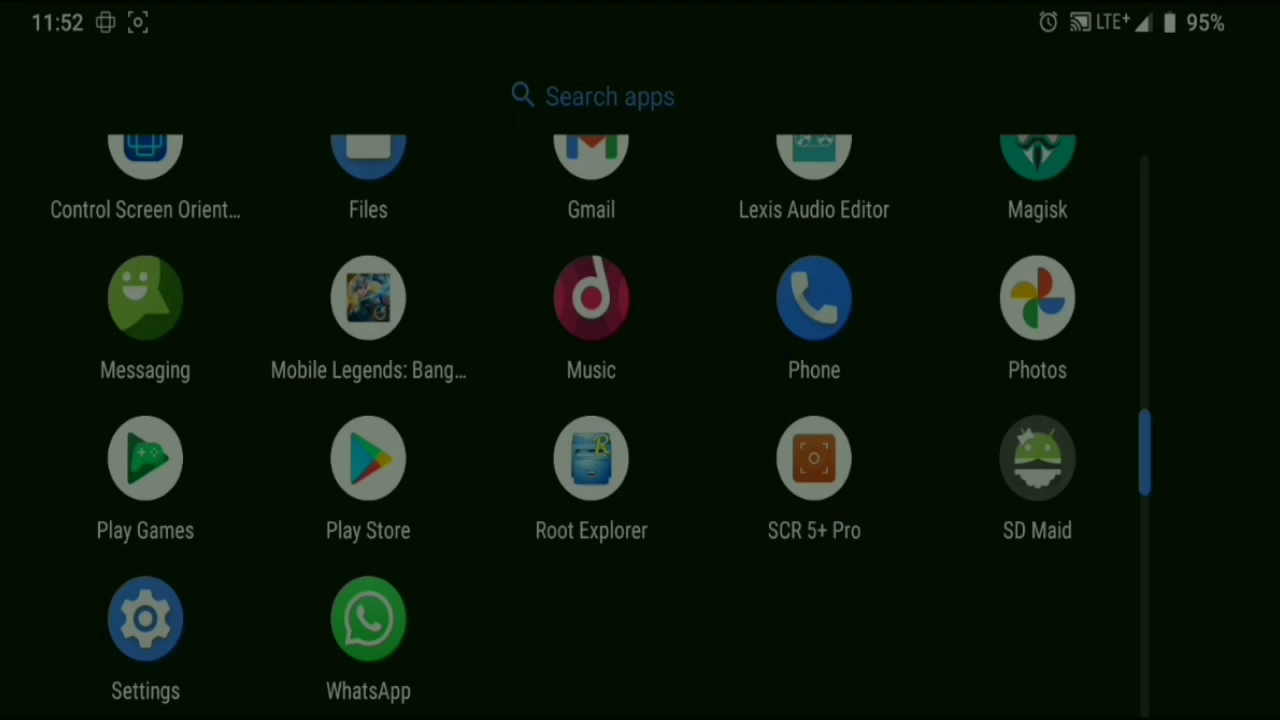 11:52 LTE+ 95%
Search apps
Control Screen Orient... Files Gmail Lexis Audio Editor Magisk
Messaging Mobile Legends: Bang... Music Phone Photos
Play Games Play Store Root Explorer SCR 5+ Pro SD Maid
Settings WhatsApp